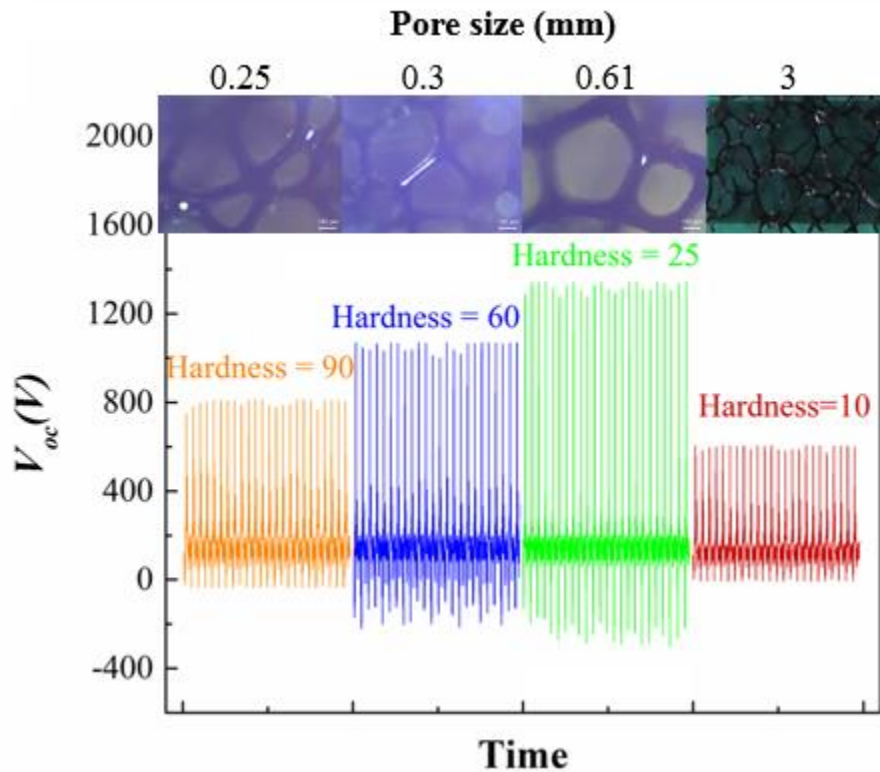 Pore size (mm)
0.25 0.3 0.61 3
2000
1600
Hardness = 25
1200
Hardness = 60
Hardness = 90
800
Hardness=10
400
0
-400
V_oc(V)
Time